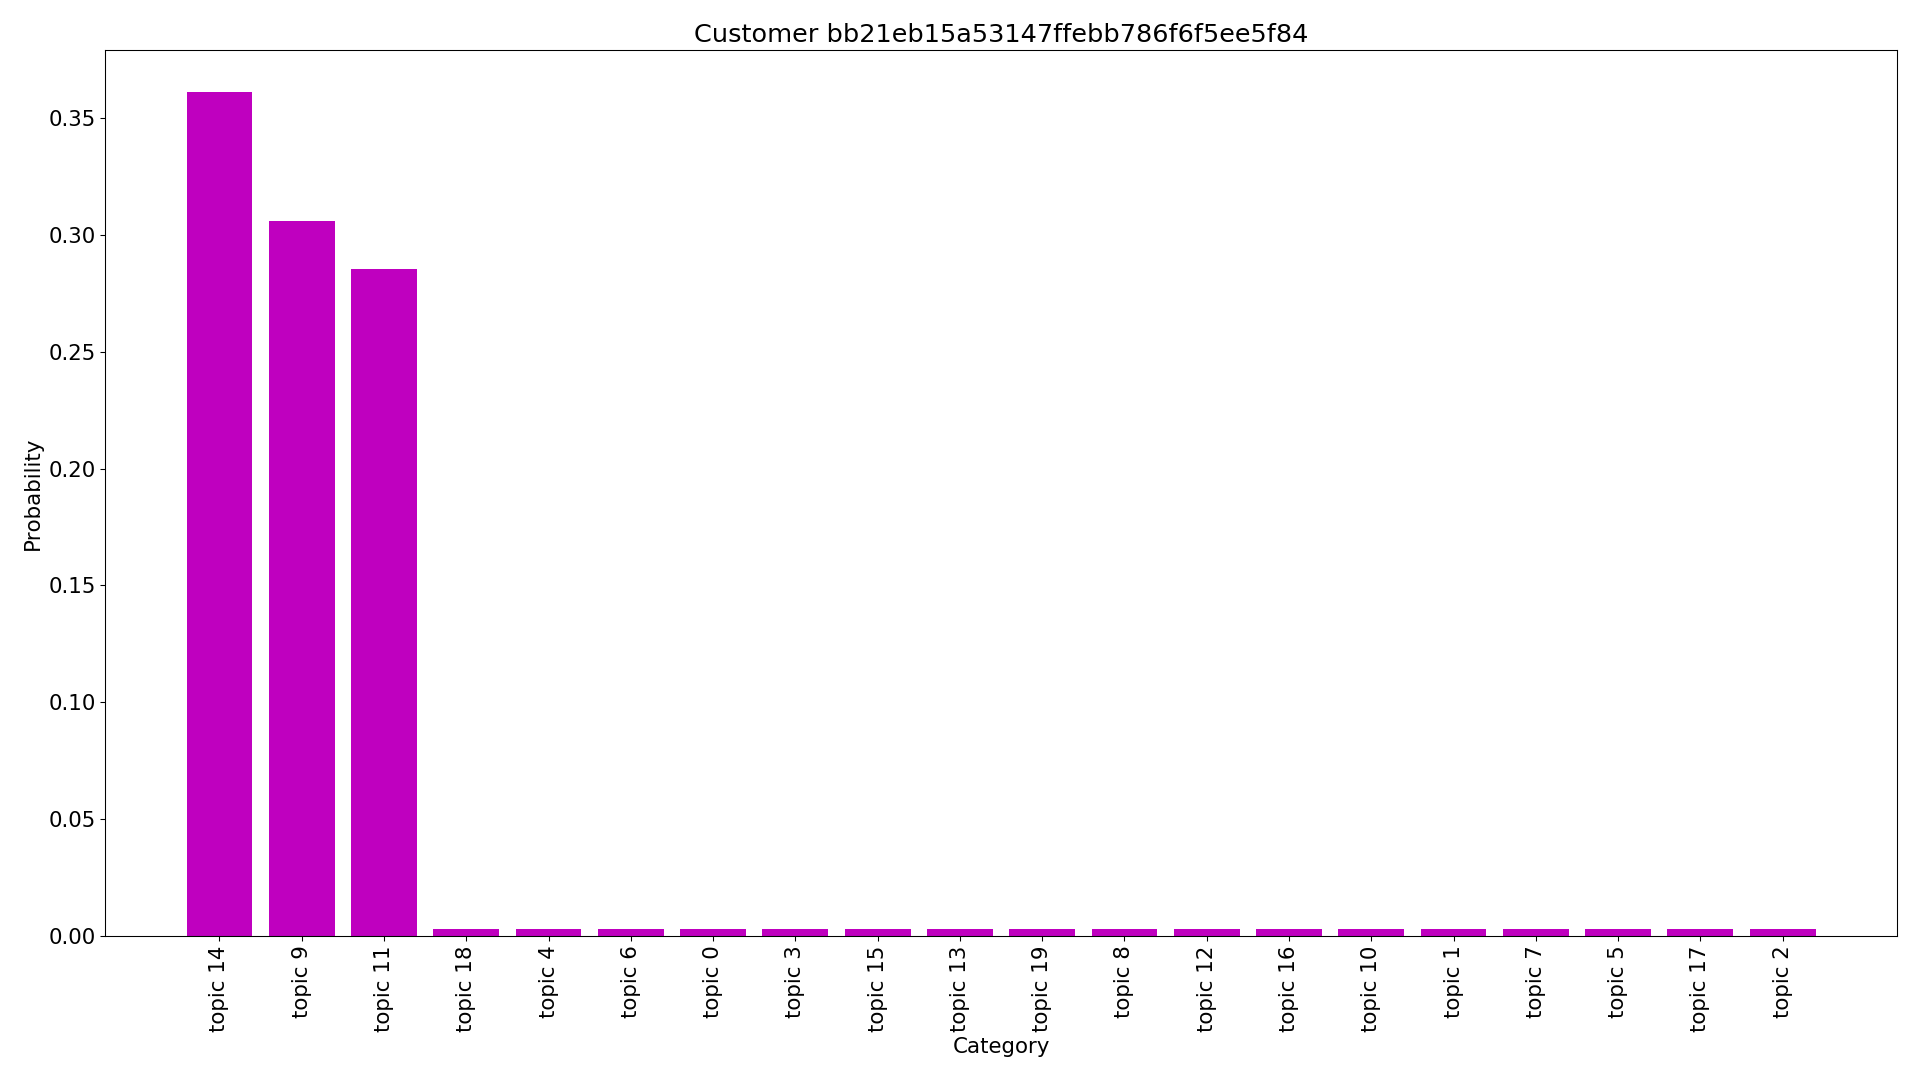 Customer bb21eb15a53147ffebb786f6f5ee5f84
Probability
0.35
0.30
0.25
0.20
0.15
0.10
0.05
0.00
topic 14
topic 9
topic 11
topic 18
topic 4
topic 6
topic 0
topic 3
topic 15
topic 13
topic 19
topic 8
topic 12
topic 16
topic 10
topic 1
topic 7
topic 5
topic 17
topic 2
Category